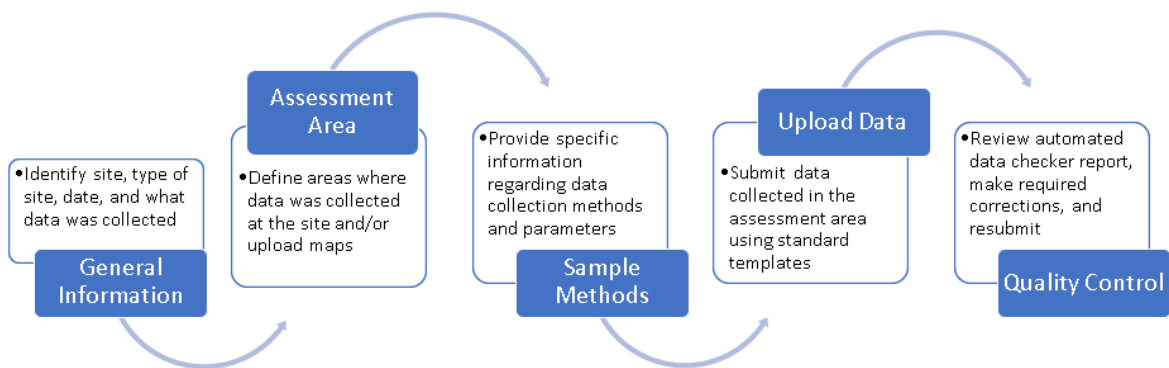 •Identify site, type of
site, date, and what
data was collected
General
Information
Assessment
Area
•Define areas where
data was collected
at the site and/or
upload maps
•Provide specific
information
regarding data
collection methods
and parameters
Sample
Methods
Upload Data
•Submit data
collected in the
assessment area
using standard
templates
•Review automated
data checker report,
make required
corrections, and
resubmit
Quality Control